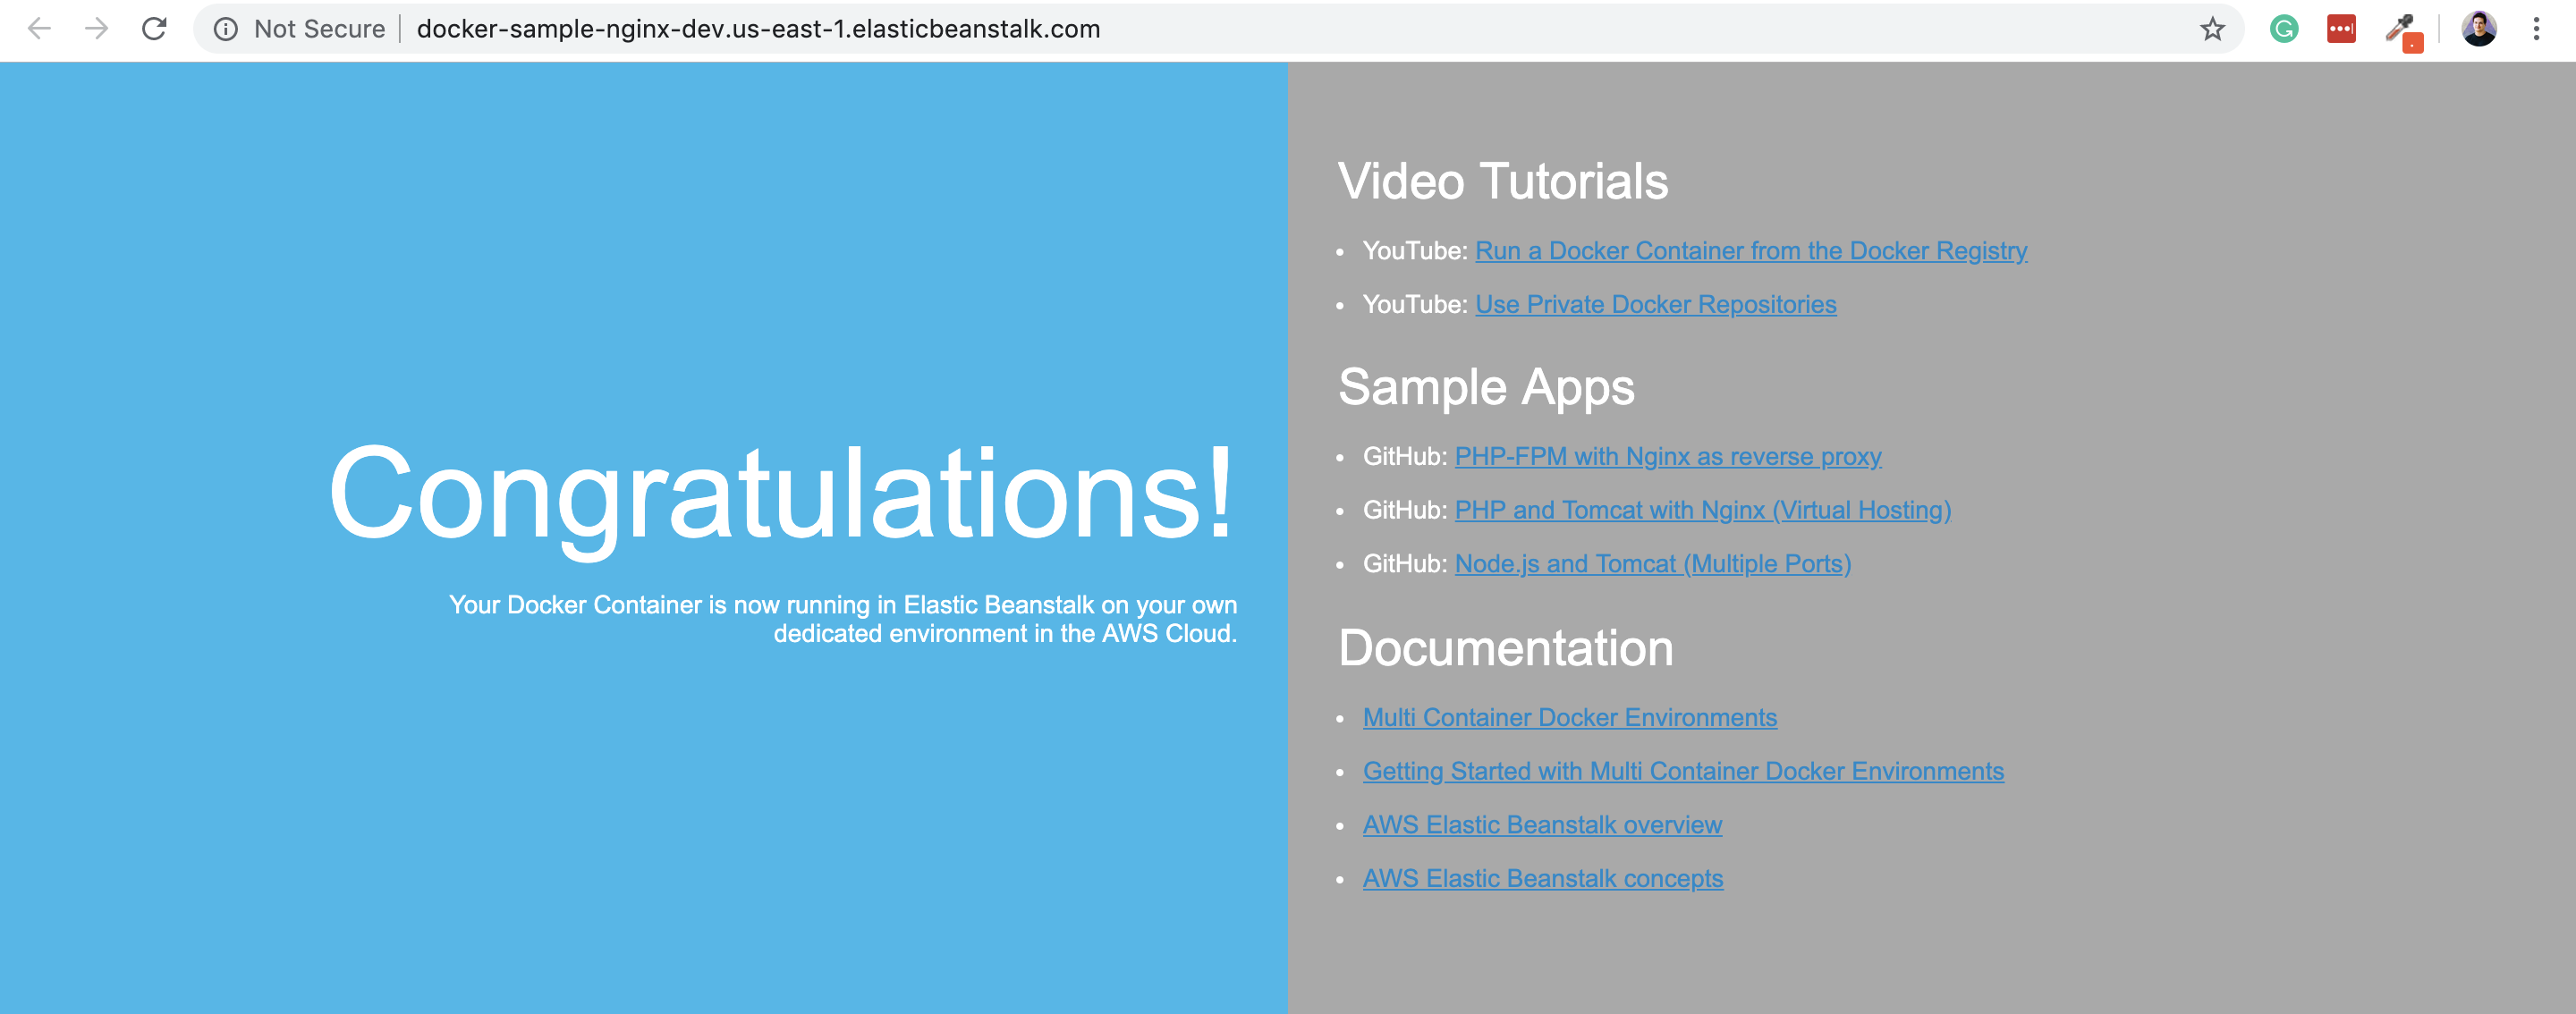 Not Secure | docker-sample-nginx-dev.us-east-1.elasticbeanstalk.com
Congratulations!
Your Docker Container is now running in Elastic Beanstalk on your own
dedicated environment in the AWS Cloud.
Video Tutorials
• YouTube: Run a Docker Container from the Docker Registry
• YouTube: Use Private Docker Repositories
Sample Apps
• GitHub: PHP-FPM with Nginx as reverse proxy
• GitHub: PHP and Tomcat with Nginx (Virtual Hosting)
• GitHub: Node.js and Tomcat (Multiple Ports)
Documentation
• Multi Container Docker Environments
• Getting Started with Multi Container Docker Environments
• AWS Elastic Beanstalk overview
• AWS Elastic Beanstalk concepts